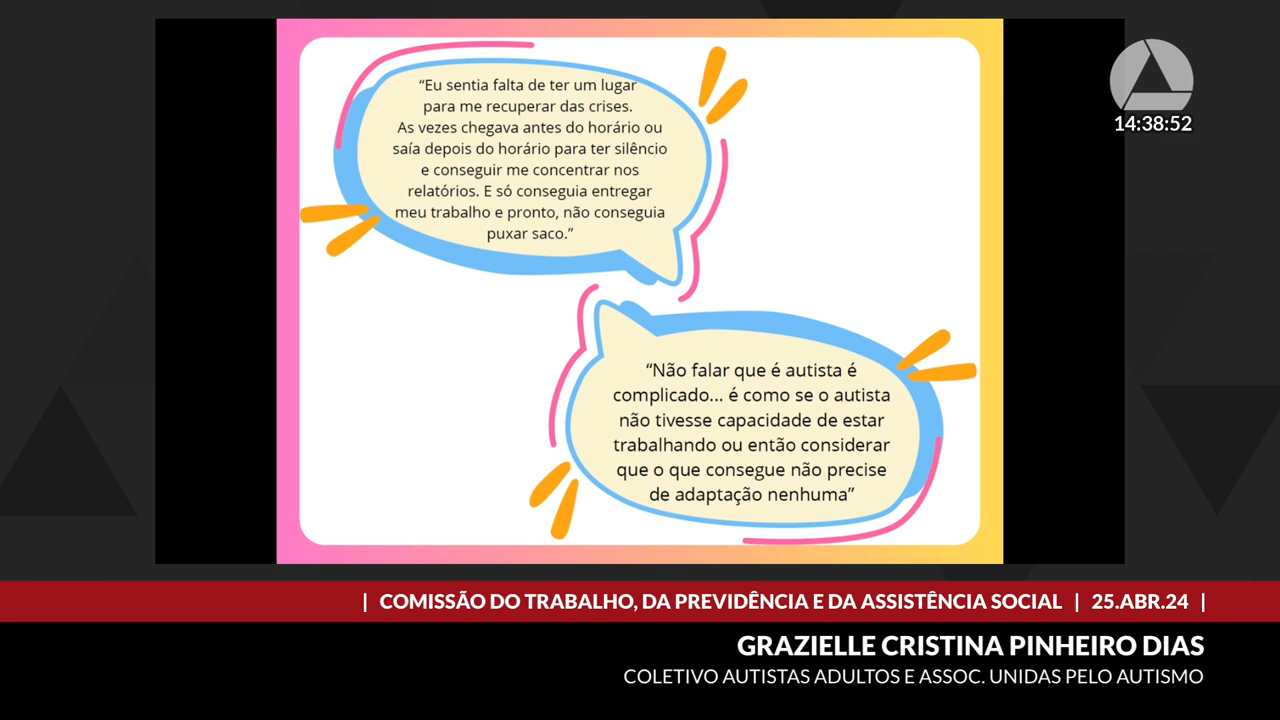 “Eu sentia falta de ter um lugar
para me recuperar das crises.
As vezes chegava antes do horário ou
saía depois do horário para ter silêncio
e conseguir me concentrar nos
relatórios. E só conseguia entregar
meu trabalho e pronto, não conseguia
puxar saco.”
14:38:52
“Não falar que é autista é
complicado... é como se o autista
não tivesse capacidade de estar
trabalhando ou então considerar
que o que consegue não precise
de adaptação nenhuma”
| COMISSÃO DO TRABALHO, DA PREVIDÊNCIA E DA ASSISTÊNCIA SOCIAL | 25.ABR.24 |
GRAZIELLE CRISTINA PINHEIRO DIAS
COLETIVO AUTISTAS ADULTOS E ASSOC. UNIDAS PELO AUTISMO